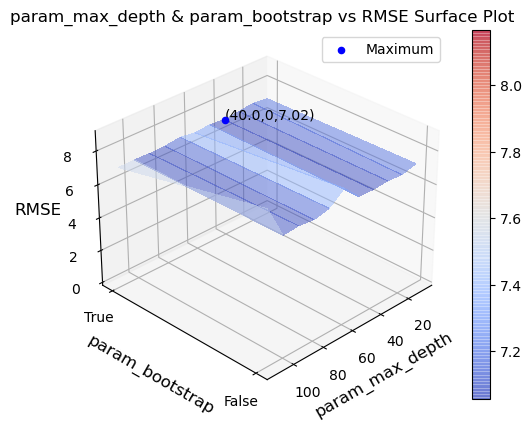 param_max_depth & param_bootstrap vs RMSE Surface Plot
Maximum
(40.0,0,7.02)
8
6
4
2
0
RMSE
True
False
param_bootstrap
100
80
60
40
20
param_max_depth
8.0
7.8
7.6
7.4
7.2